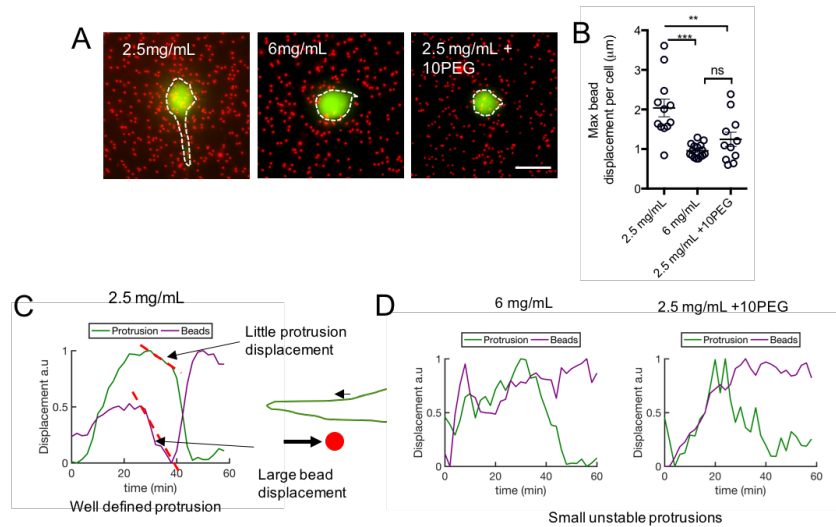 A
2.5mg/mL
6mg/mL
2.5 mg/mL +
10PEG
B
Max bead
displacement per cell (µm)
4
3
2
1
0
**
***
ns
2.5 mg/mL
6 mg/mL
2.5 mg/mL +10PEG
C
2.5 mg/mL
Protrusion
Beads
Displacement a.u
1
0.5
0
0
20
40
60
time (min)
Well defined protrusion
Little protrusion
displacement
Large bead
displacement
D
6 mg/mL
Protrusion
Beads
Displacement a.u
1
0.5
0
0
20
40
60
time (min)
2.5 mg/mL +10PEG
Protrusion
Beads
Displacement a.u
1
0.5
0
0
20
40
60
time (min)
Small unstable protrusions